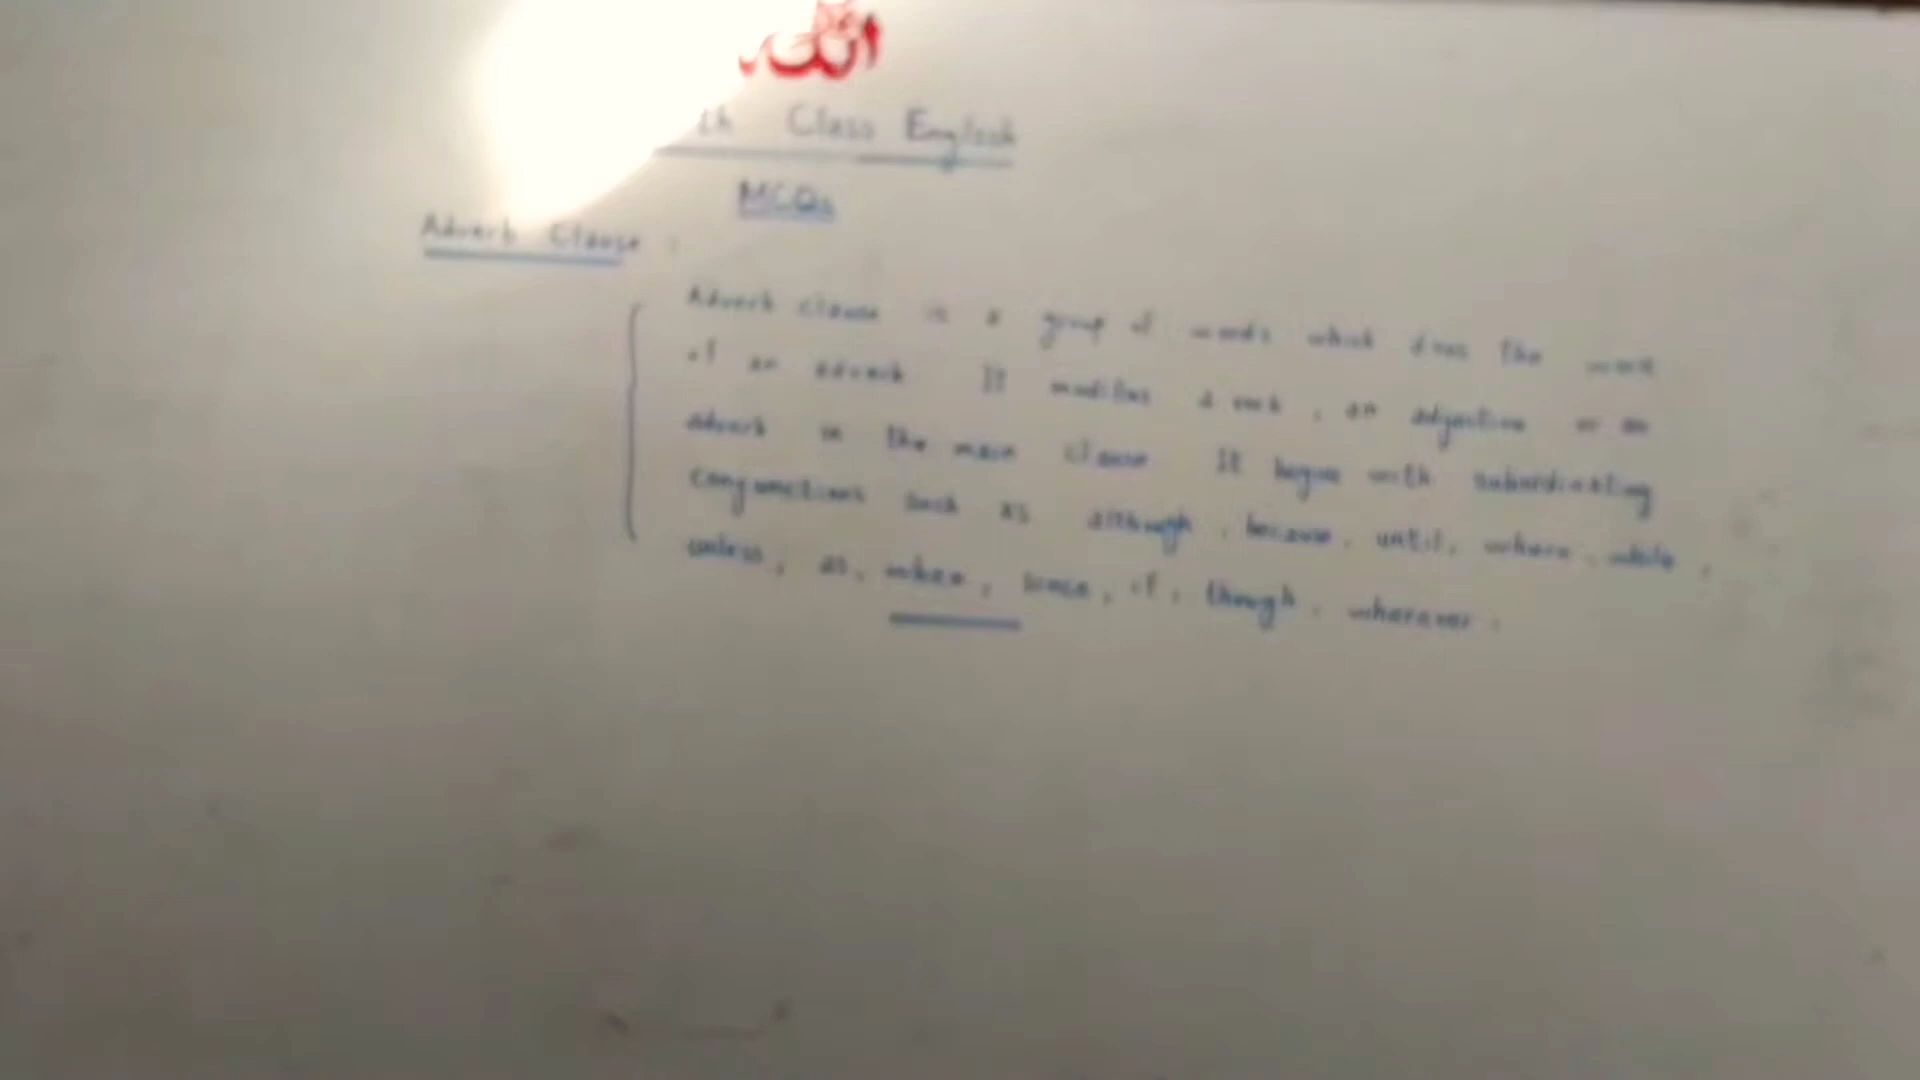 الله
th Class English
MCQs
Adverb Clause :
Adverb clause is a group of words which does the work
of an adverb It modifies a verb , an adjective or an
adverb in the main clause It begins with subordinating
conjunctions such as although , because , until , where , while ,
unless , as , when , since , if , though , wherever .